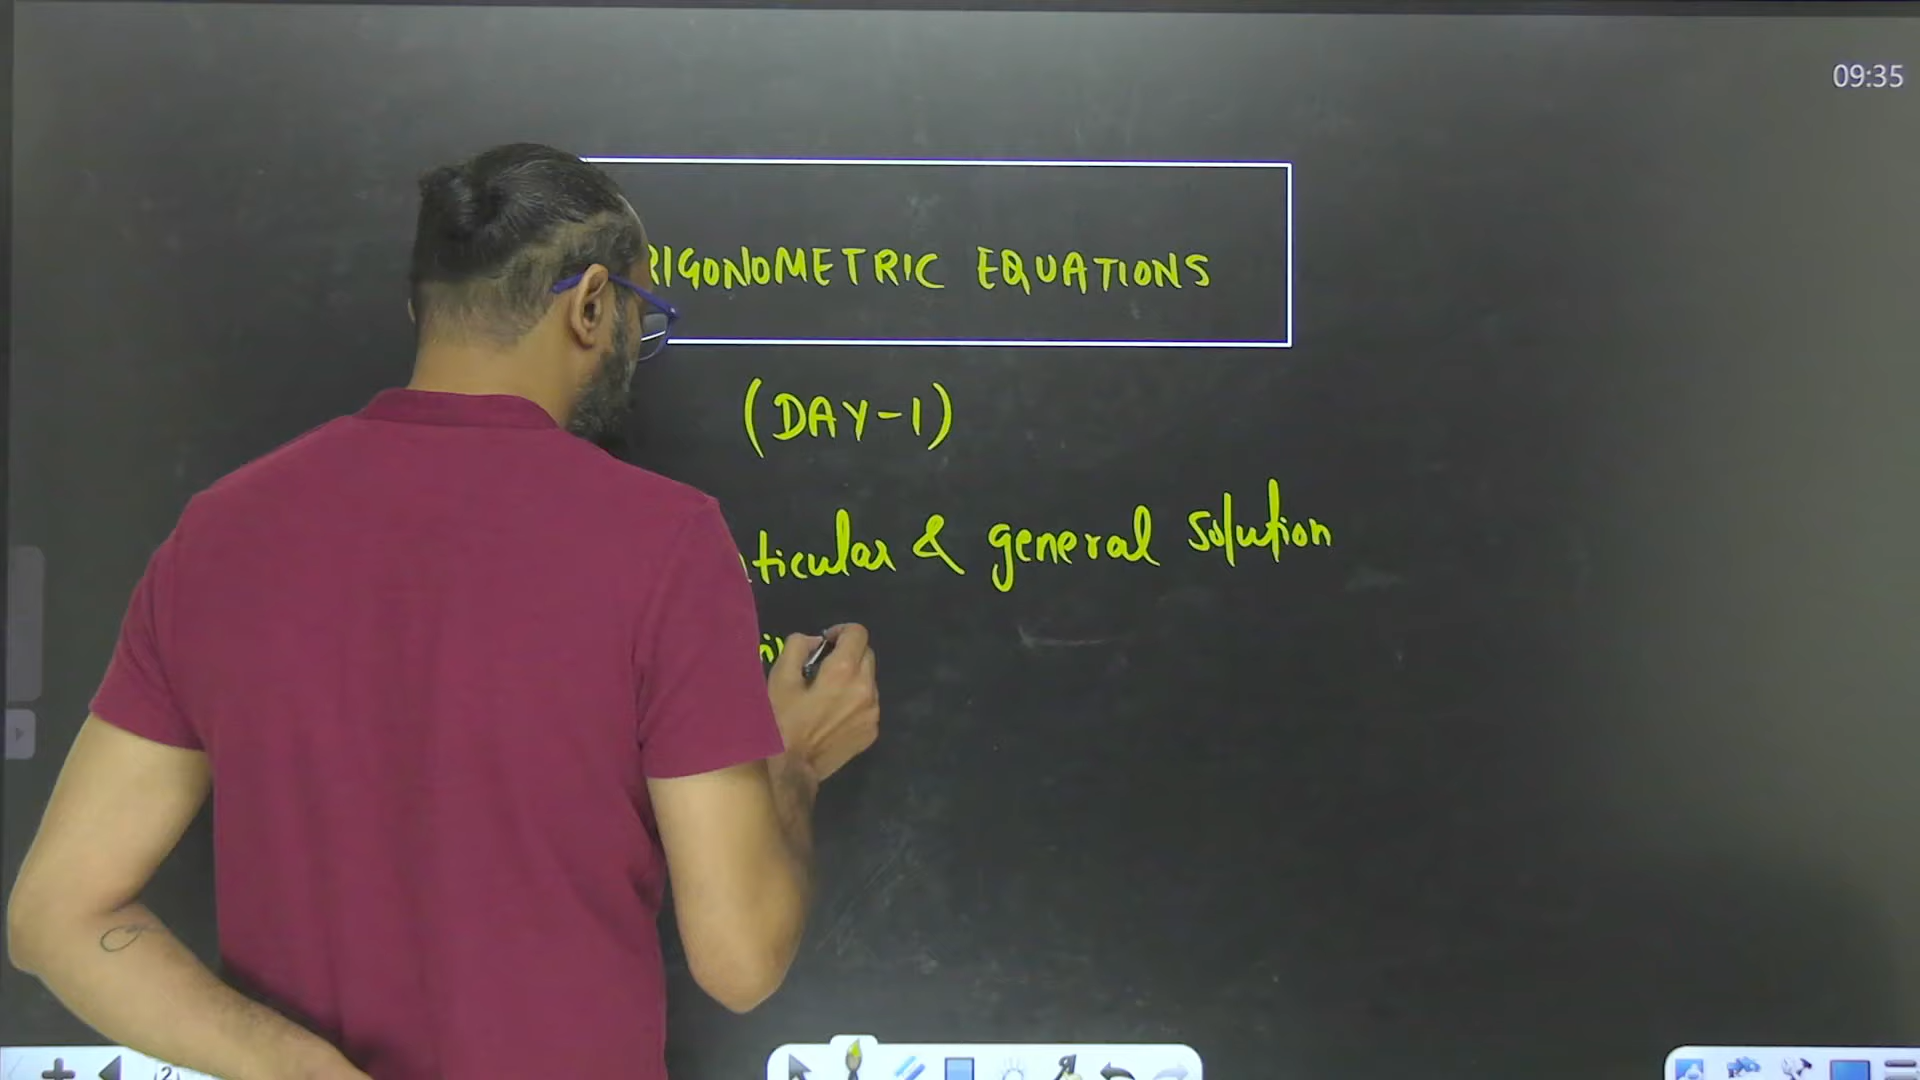 09:35
RIGONOMETRIC EQUATIONS
(DAY-1)
ticular & general solution